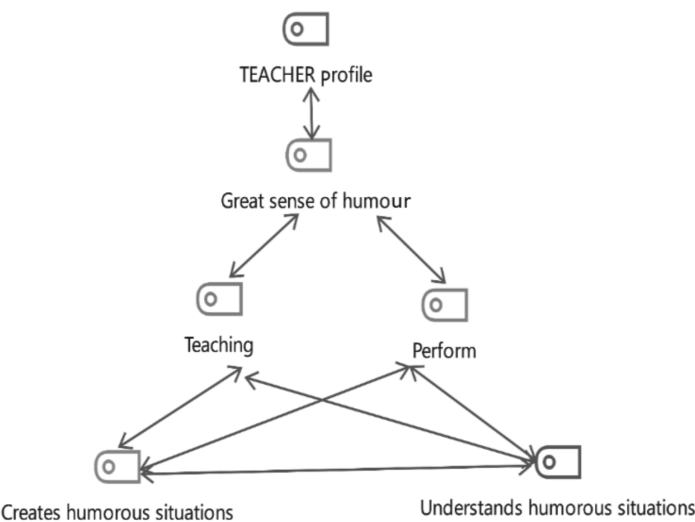 TEACHER profile
Great sense of humour
Teaching
Perform
Creates humorous situations
Understands humorous situations